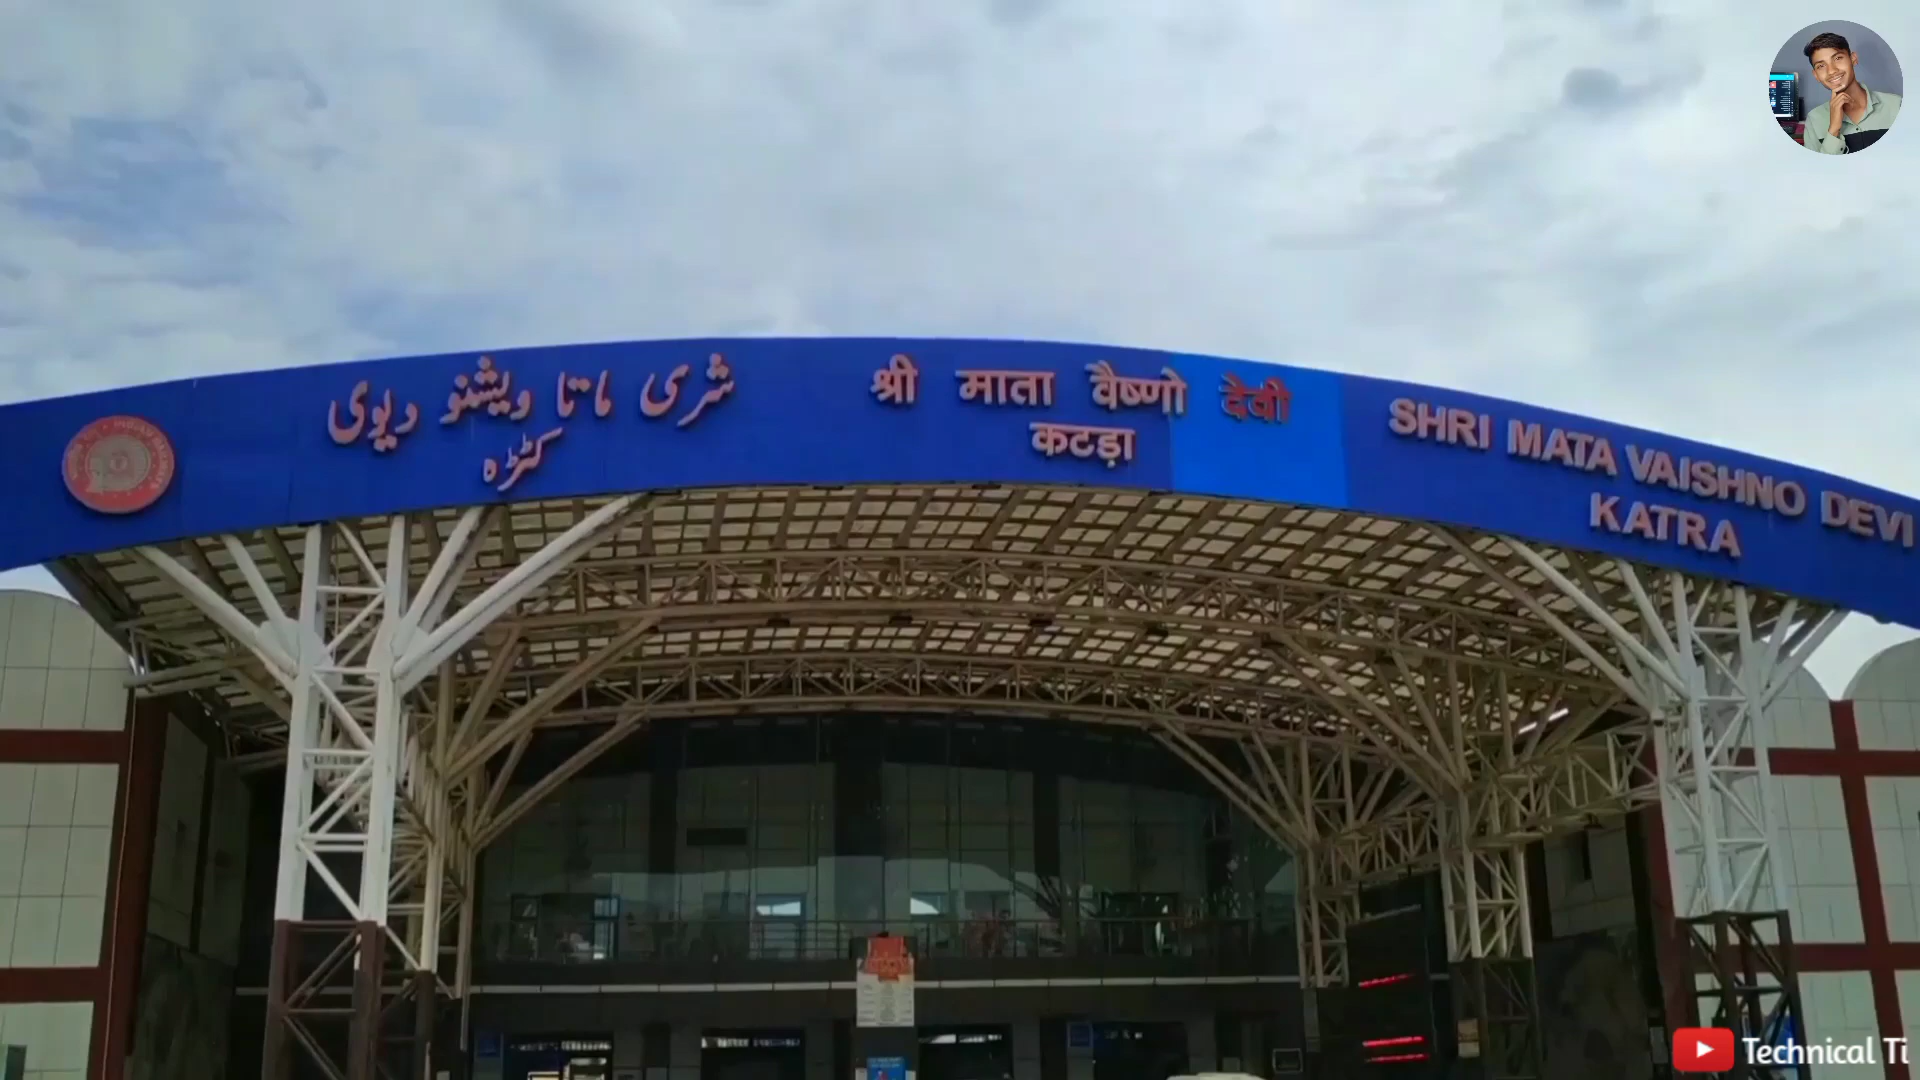 شری ماتا ویشنو دیوی
کٹڑہ
श्री माता वैष्णो देवी
कटड़ा
SHRI MATA VAISHNO DEVI
KATRA
Technical Ti